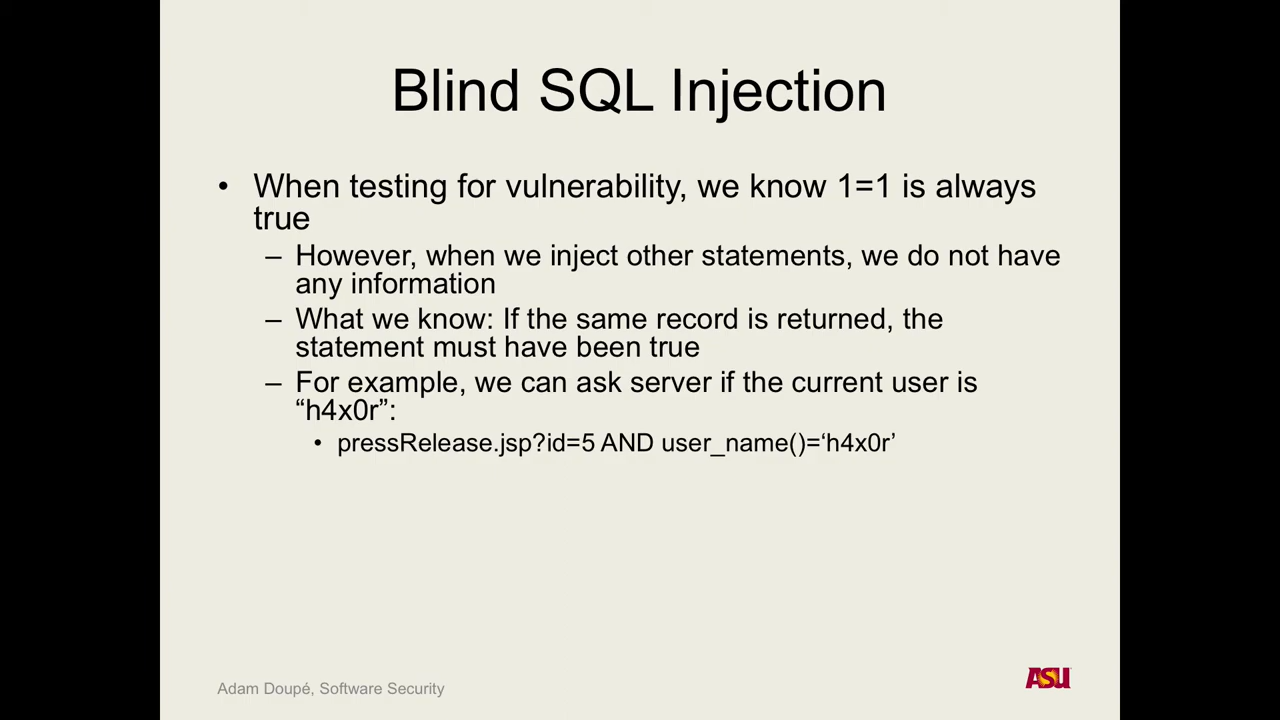 Blind SQL Injection
• When testing for vulnerability, we know 1=1 is always
true
– However, when we inject other statements, we do not have
any information
– What we know: If the same record is returned, the
statement must have been true
– For example, we can ask server if the current user is
“h4x0r”:
• pressRelease.jsp?id=5 AND user_name()=‘h4x0r’
Adam Doupé, Software Security
ASU